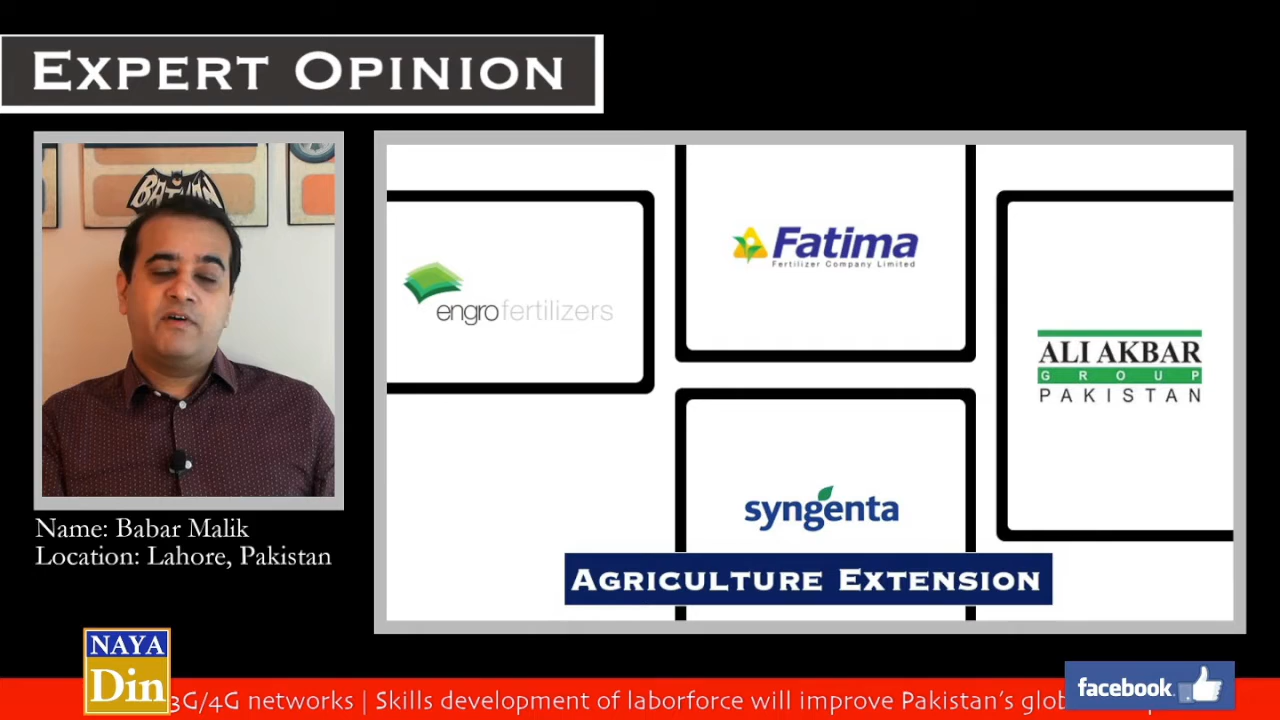 EXPERT OPINION
BATMAN
Name: Babar Malik
Location: Lahore, Pakistan
engrofertilizers
Fatima
Fertilizer Company Limited
ALI AKBAR
GROUP
PAKISTAN
syngenta
AGRICULTURE EXTENSION
NAYA
Din
3G/4G networks | Skills development of laborforce will improve Pakistan's
facebook